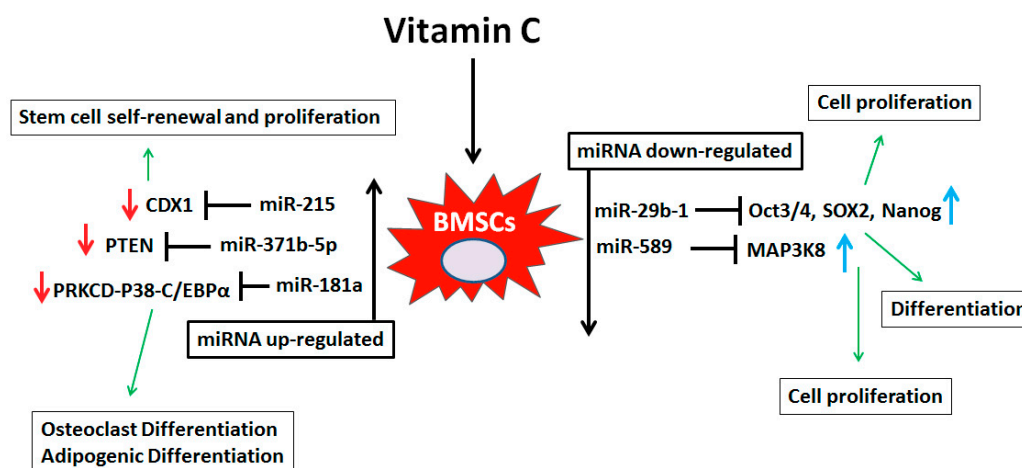 Vitamin C
Stem cell self-renewal and proliferation
CDX1
miR-215
PTEN
miR-371b-5p
PRKCD-P38-C/EBPα
miR-181a
miRNA up-regulated
Osteoclast Differentiation
Adipogenic Differentiation
BMSCs
Cell proliferation
miRNA down-regulated
miR-29b-1
Oct3/4, SOX2, Nanog
miR-589
MAP3K8
Differentiation
Cell proliferation